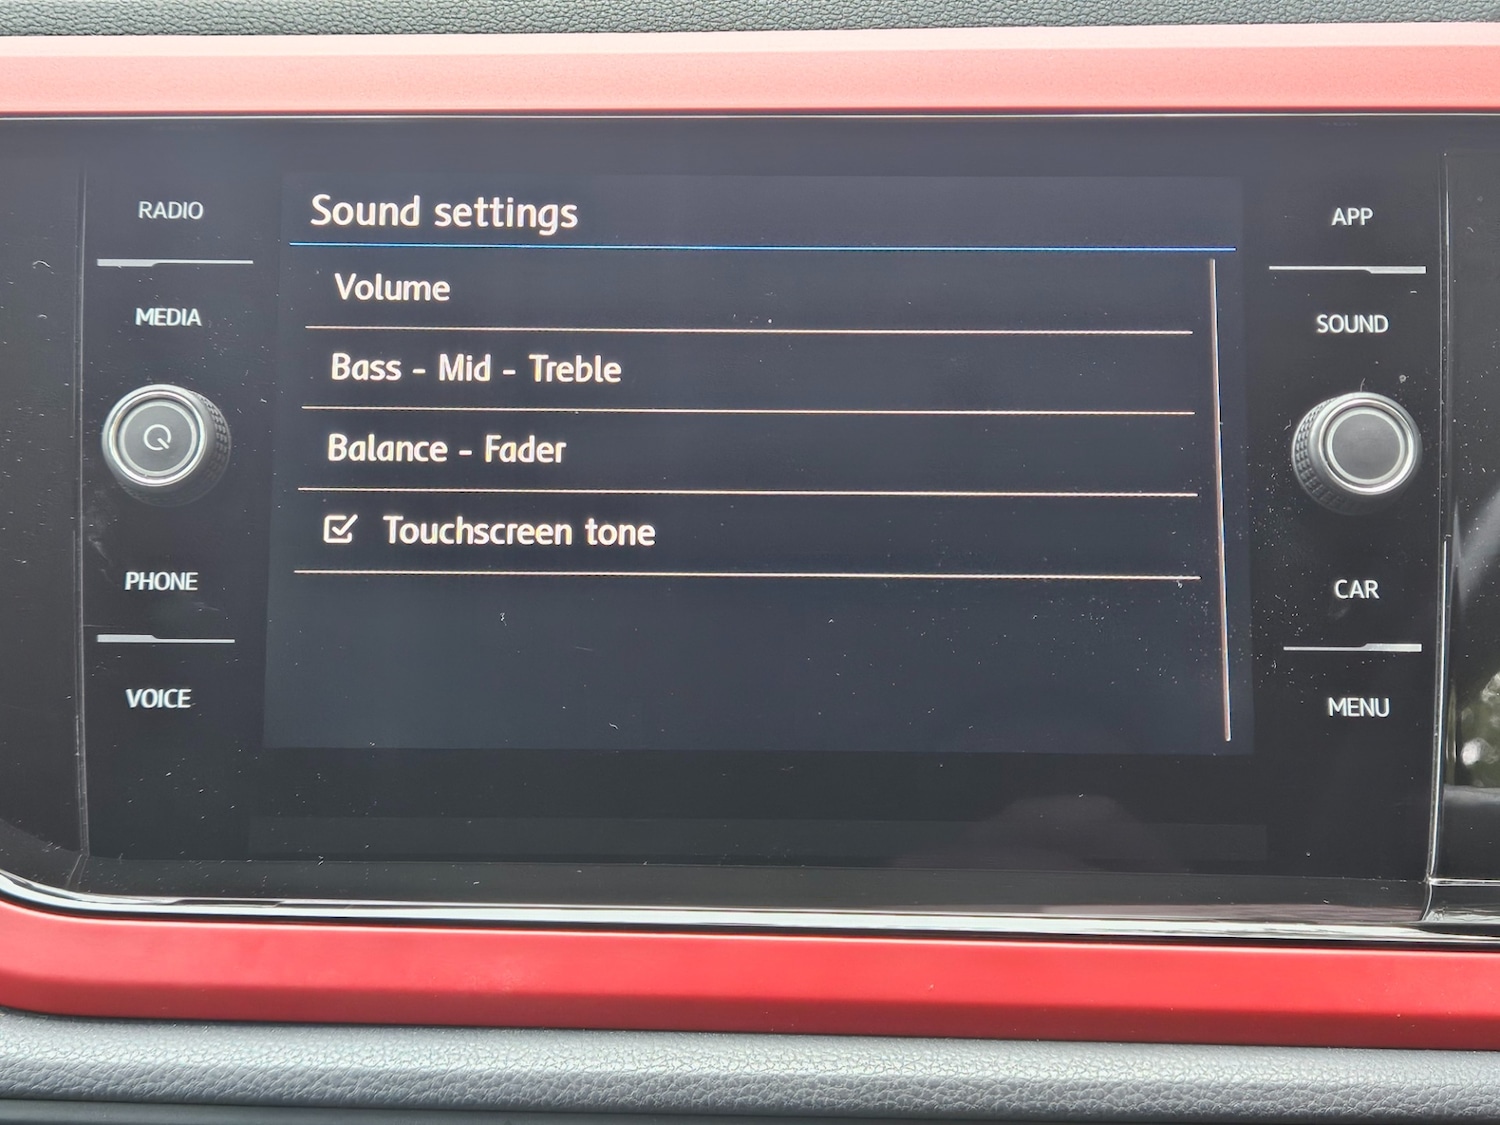 RADIO
MEDIA
PHONE
VOICE
Sound settings
Volume
Bass - Mid - Treble
Balance - Fader
Touchscreen tone
APP
SOUND
CAR
MENU